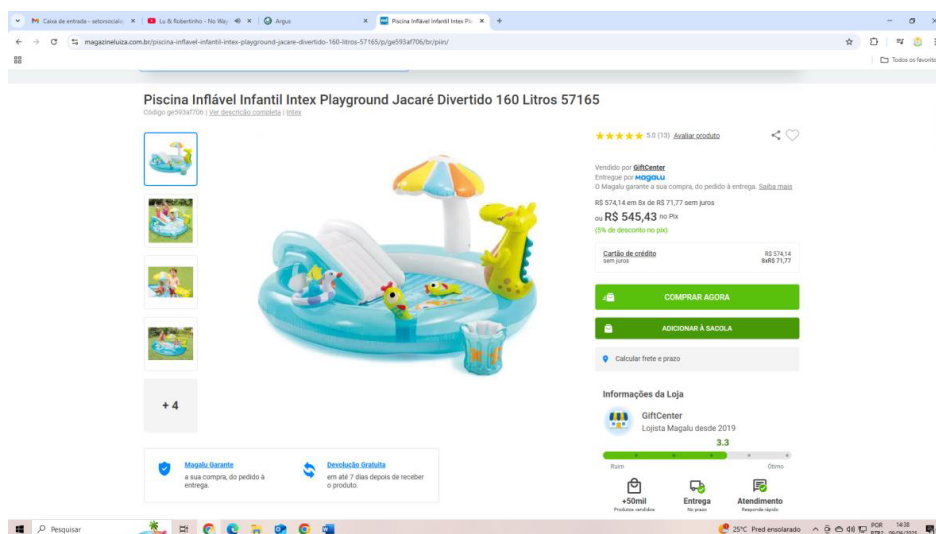 Caixa de entrada - setorsocial
Lu & Robertinho - No Way
Argus
Piscina Inflável Infantil Intex Pla
magazineluiza.com.br/piscina-inflavel-infantil-intex-playground-jacare-divertido-160-litros-57165/p/ge593af706/br/piin/
Todos os favorito
Piscina Inflável Infantil Intex Playground Jacaré Divertido 160 Litros 57165
Código ge593af706 | Ver descrição completa | Intex
5.0 (13) Avaliar produto
Vendido por GiftCenter
Entregue por Magalu
O Magalu garante a sua compra, do pedido à entrega. Saiba mais
R$ 574,14 em 8x de R$ 71,77 sem juros
ou R$ 545,43 no Pix
(5% de desconto no pix)
Cartão de crédito
sem juros
R$ 574,14
8xR$ 71,77
COMPRAR AGORA
ADICIONAR À SACOLA
Calcular frete e prazo
+ 4
Informações da Loja
GiftCenter
Lojista Magalu desde 2019
3.3
Ruim
Ótimo
+50mil
Produtos vendidos
Entrega
No prazo
Atendimento
Responde rápido
Magalu Garante
a sua compra, do pedido à
entrega.
Devolução Gratuita
em até 7 dias depois de receber
o produto.
Pesquisar
25°C Pred ensolarado
POR
14:38